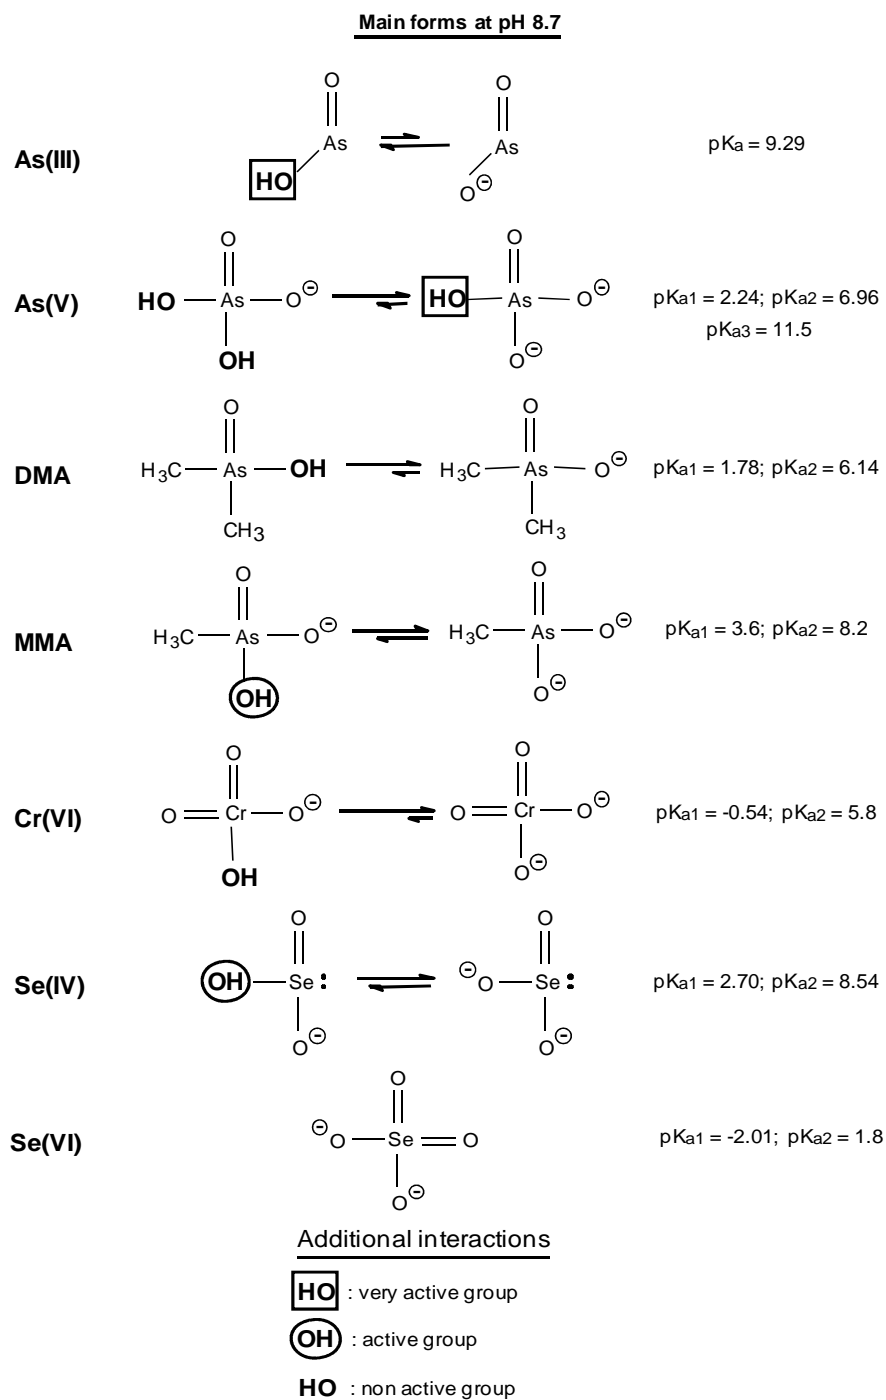 Main forms at pH 8.7
O
O
As(III)
As
As
pKa = 9.29
HO
O⊖
O
O
As(V)
HO
As
O⊖
HO
As
O⊖
pKa1 = 2.24; pKa2 = 6.96
OH
O⊖
pKa3 = 11.5
O
O
DMA
H3C
As
OH
H3C
As
O⊖
pKa1 = 1.78; pKa2 = 6.14
CH3
CH3
O
O
MMA
H3C
As
O⊖
H3C
As
O⊖
pKa1 = 3.6; pKa2 = 8.2
OH
O⊖
O
O
Cr(VI)
O
Cr
O⊖
O
Cr
O⊖
pKa1 = -0.54; pKa2 = 5.8
OH
O⊖
O
O
Se(IV)
OH
Se:
⊖O
Se:
pKa1 = 2.70; pKa2 = 8.54
O⊖
O⊖
O
Se(VI)
⊖O
Se
O
pKa1 = -2.01; pKa2 = 1.8
O⊖
Additional interactions
HO : very active group
OH : active group
HO : non active group